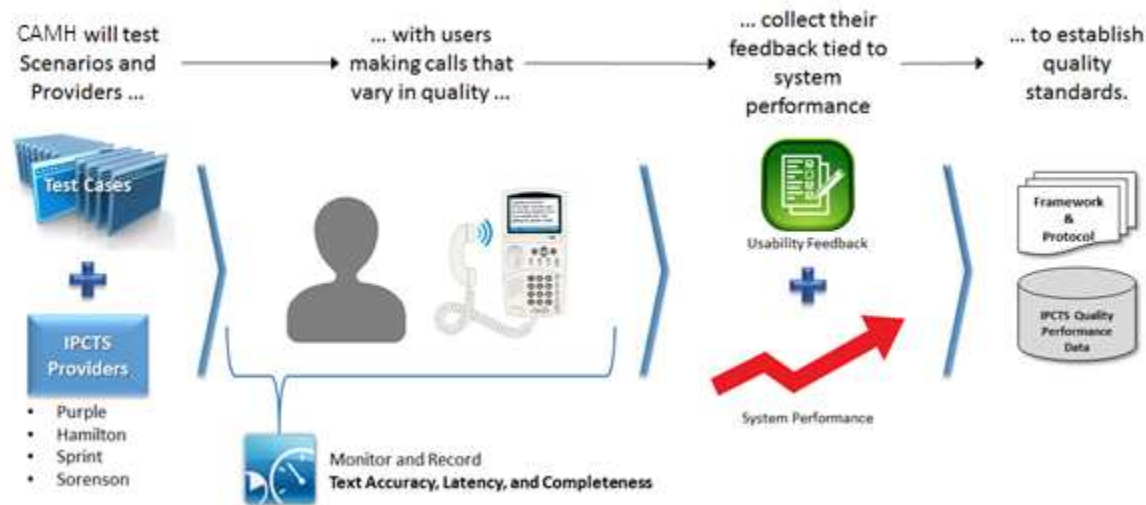 CAMH will test
Scenarios and
Providers ...
... with users
making calls that
vary in quality ...
... collect their
feedback tied to
system
performance
... to establish
quality
standards.
Test Cases
IPCTS
Providers
• Purple
• Hamilton
• Sprint
• Sorenson
Monitor and Record
Text Accuracy, Latency, and Completeness
Usability Feedback
System Performance
Framework
&
Protocol
IPCTS Quality
Performance
Data